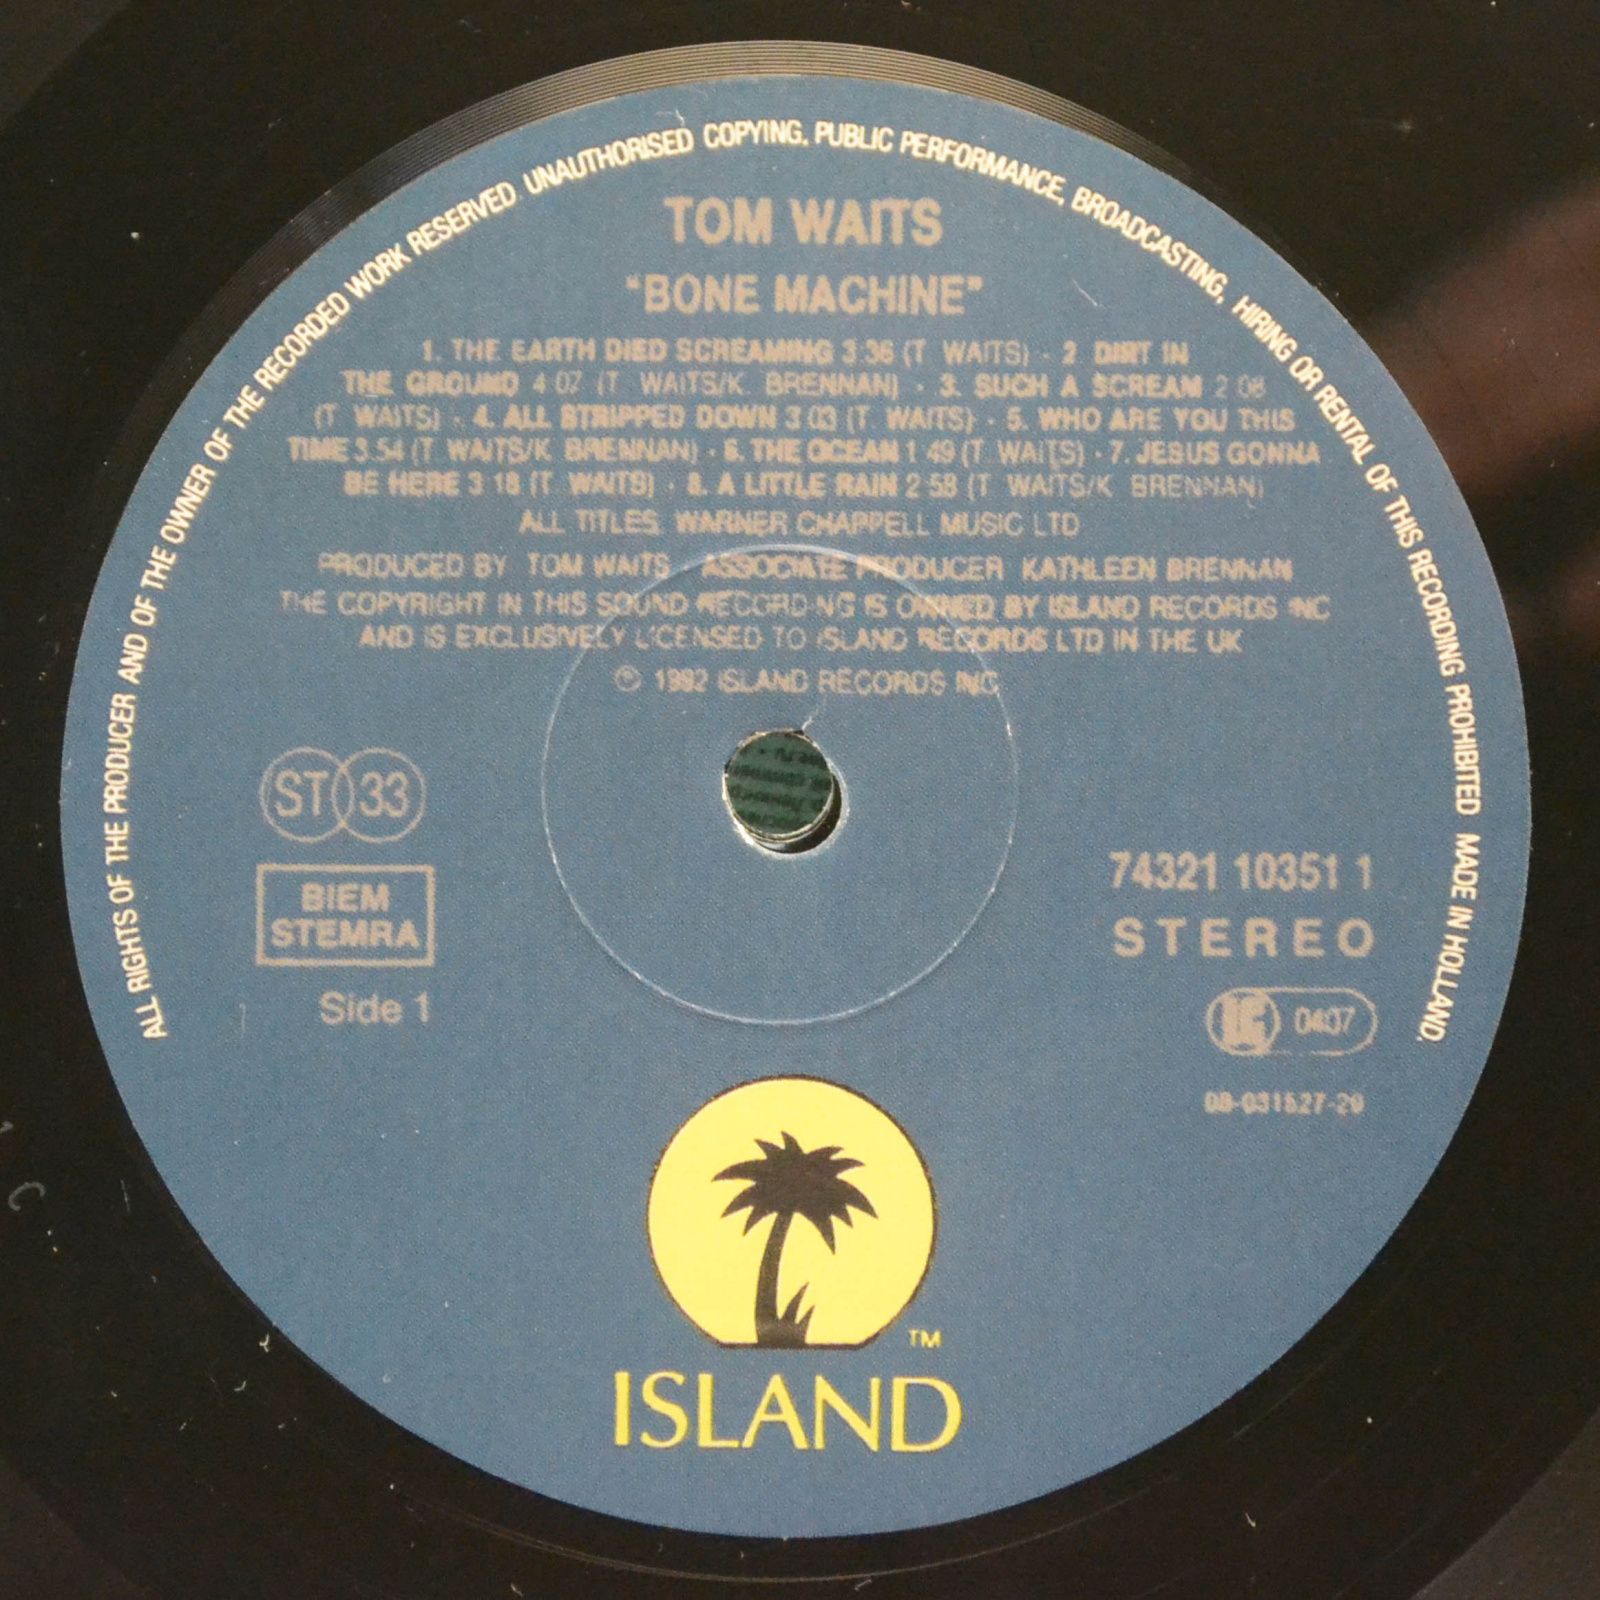 ALL RIGHTS OF THE PRODUCER AND OF THE OWNER OF THE RECORDED WORK RESERVED. UNAUTHORISED COPYING, PUBLIC PERFORMANCE, BROADCASTING, HIRING OR RENTAL OF THIS RECORDING PROHIBITED MADE IN HOLLAND.
TOM WAITS
"BONE MACHINE"
1. THE EARTH DIED SCREAMING 3:36 (T. WAITS) · 2. DIRT IN
THE GROUND 4:07 (T. WAITS/K. BRENNAN) · 3. SUCH A SCREAM 2:08
(T. WAITS) · 4. ALL STRIPPED DOWN 3:03 (T. WAITS) · 5. WHO ARE YOU THIS
TIME 3.54 (T. WAITS/K. BRENNAN) · 6. THE OCEAN 1:49 (T. WAITS) · 7. JESUS GONNA
BE HERE 3:18 (T. WAITS) · 8. A LITTLE RAIN 2:58 (T. WAITS/K. BRENNAN)
ALL TITLES: WARNER CHAPPELL MUSIC LTD
PRODUCED BY TOM WAITS ASSOCIATE PRODUCER KATHLEEN BRENNAN
THE COPYRIGHT IN THIS SOUND RECORDING IS OWNED BY ISLAND RECORDS INC
AND IS EXCLUSIVELY LICENSED TO ISLAND RECORDS LTD IN THE UK
℗ 1992 ISLAND RECORDS INC
ST 33
BIEM
STEMRA
Side 1
74321 10351 1
STEREO
LC 0407
08-031527-20
TM
ISLAND